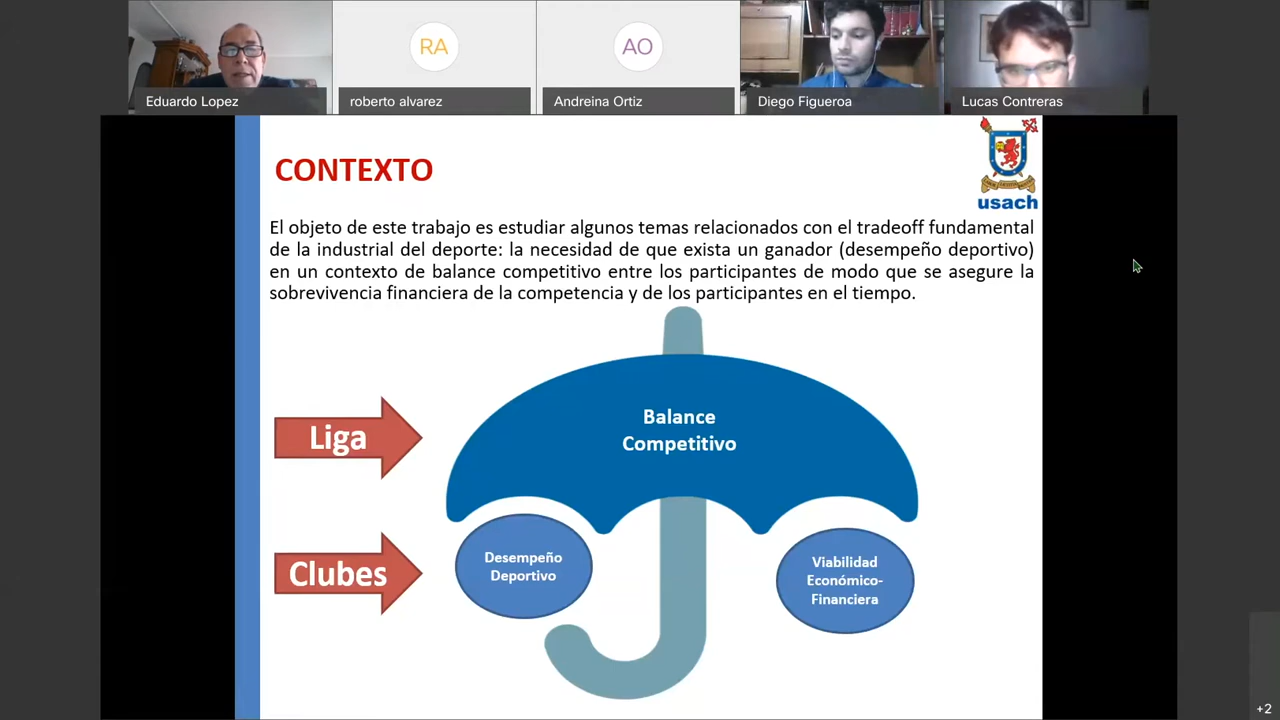 RA
AO
Eduardo Lopez
roberto alvarez
Andreina Ortiz
Diego Figueroa
Lucas Contreras
CONTEXTO
usach
El objeto de este trabajo es estudiar algunos temas relacionados con el tradeoff fundamental
de la industrial del deporte: la necesidad de que exista un ganador (desempeño deportivo)
en un contexto de balance competitivo entre los participantes de modo que se asegure la
sobrevivencia financiera de la competencia y de los participantes en el tiempo.
Balance
Competitivo
Liga
Clubes
Desempeño
Deportivo
Viabilidad
Económico-
Financiera
+2